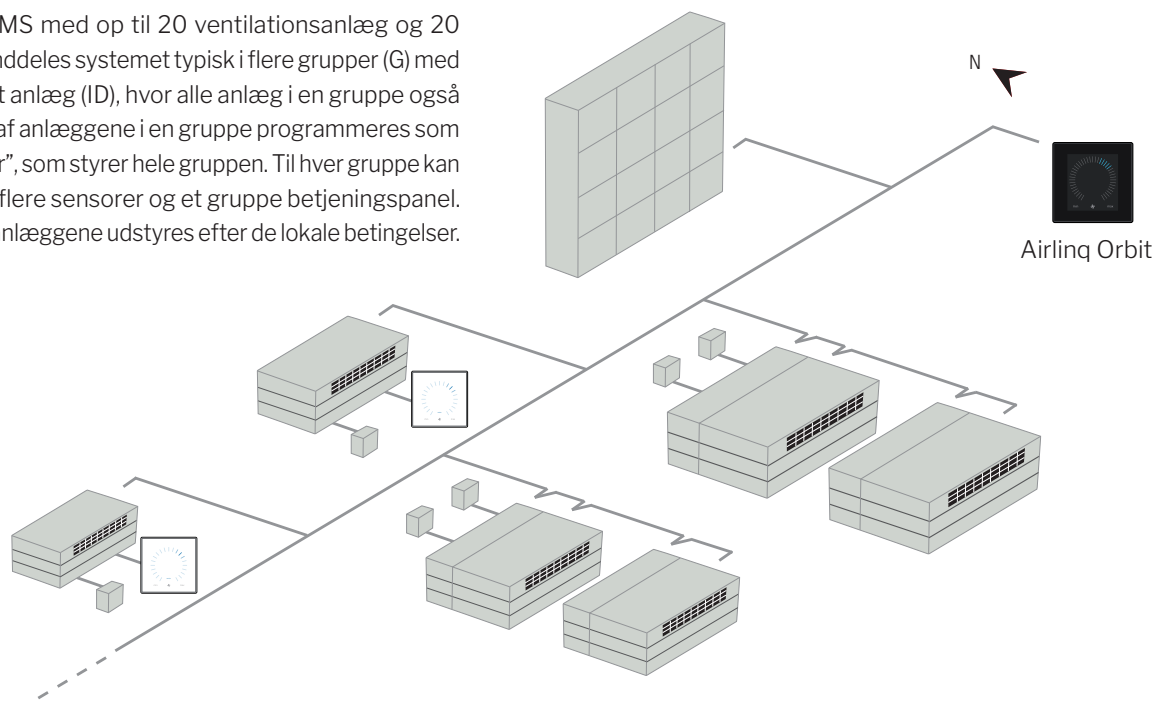 MS med op til 20 ventilationsanlæg og 20
nddeles systemet typisk i flere grupper (G) med
t anlæg (ID), hvor alle anlæg i en gruppe også
af anlæggene i en gruppe programmeres som
r”, som styrer hele gruppen. Til hver gruppe kan
flere sensorer og et gruppe betjeningspanel.
nlæggene udstyres efter de lokale betingelser.
N
Airlinq Orbit